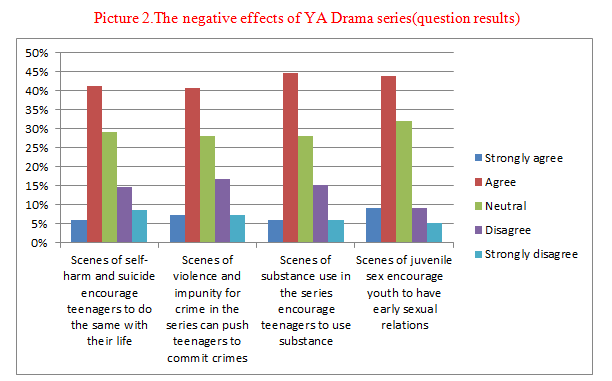 Picture 2.The negative effects of YA Drama series(question results)
50%
45%
40%
35%
30%
25%
20%
15%
10%
5%
0%
Scenes of self-
harm and suicide
encourage
teenagers to do
the same with
their life
Scenes of
violence and
impunity for
crime in the
series can push
teenagers to
commit crimes
Scenes of
substance use in
the series
encourage
teenagers to use
substance
Scenes of juvenile
sex encourage
youth to have
early sexual
relations
Strongly agree
Agree
Neutral
Disagree
Strongly disagree